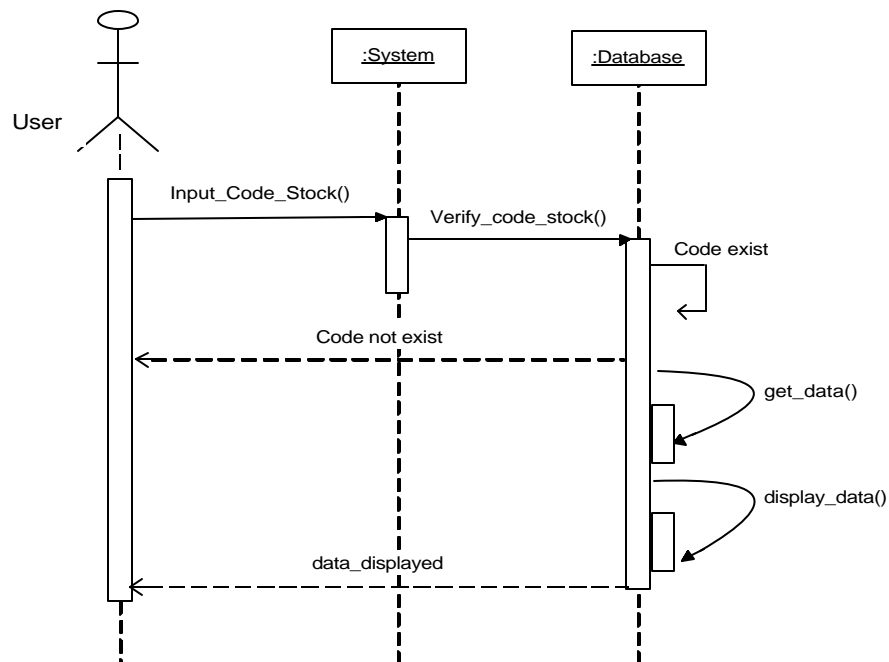 :System
:Database
User
Input_Code_Stock()
Verify_code_stock()
Code exist
Code not exist
get_data()
display_data()
data_displayed